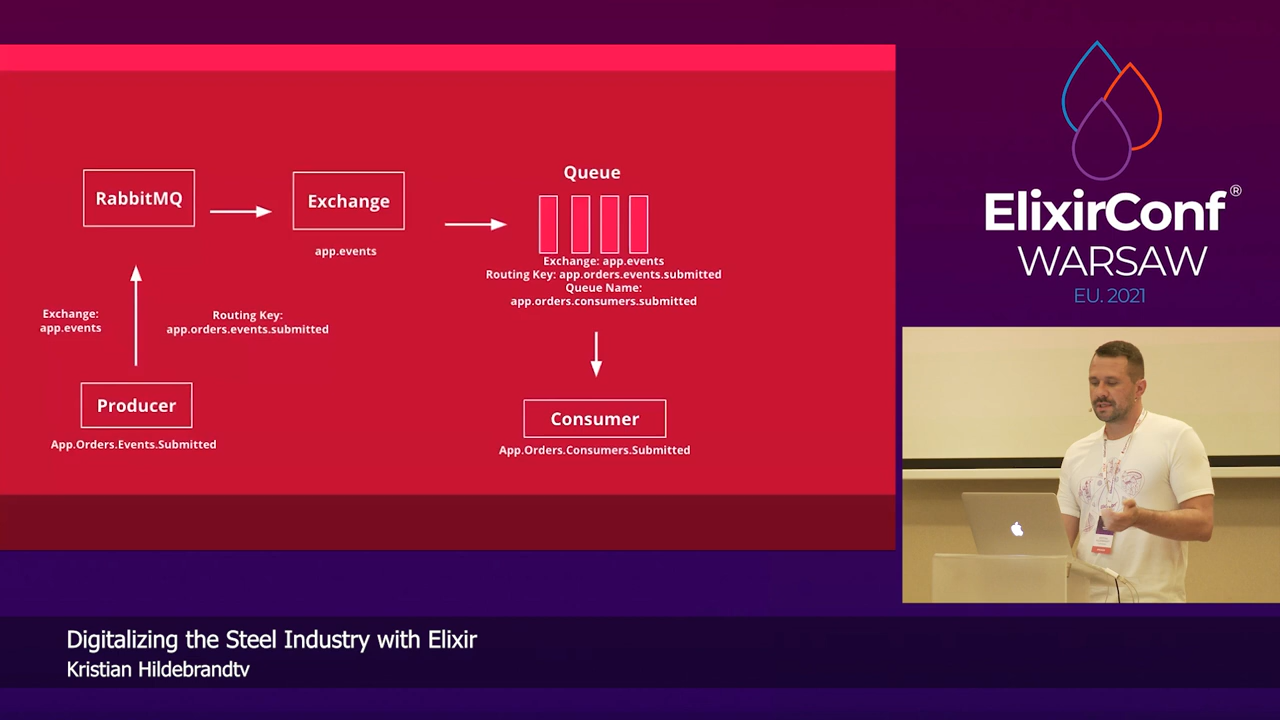 RabbitMQ
Exchange
app.events
Queue
Exchange: app.events
Routing Key: app.orders.events.submitted
Queue Name:
app.orders.consumers.submitted
Exchange:
app.events
Routing Key:
app.orders.events.submitted
Producer
App.Orders.Events.Submitted
Consumer
App.Orders.Consumers.Submitted
ElixirConf®
WARSAW
EU. 2021
Digitalizing the Steel Industry with Elixir
Kristian Hildebrandtv